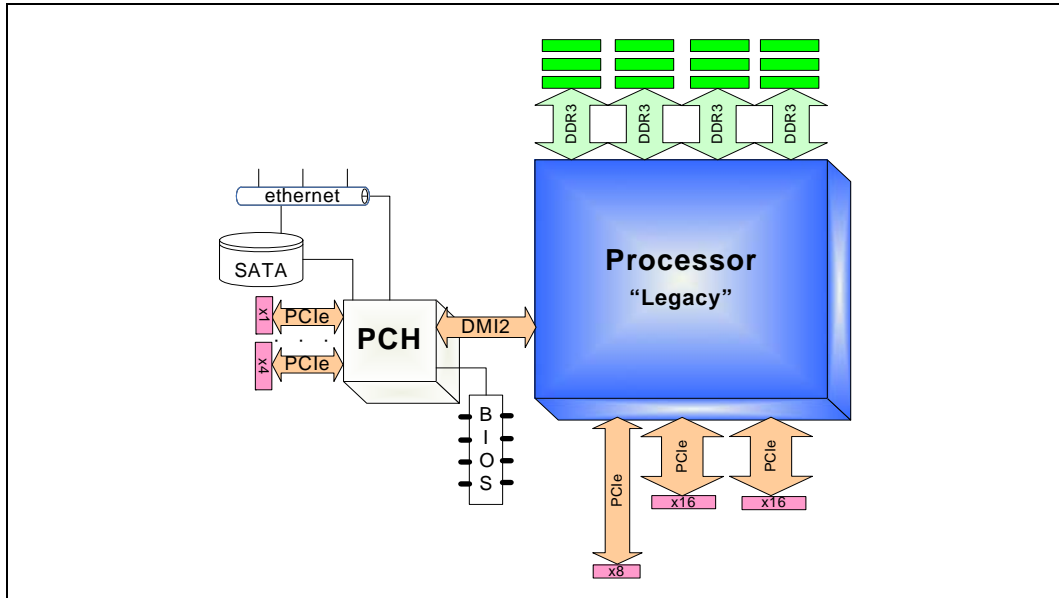 DDR3 DDR3 DDR3 DDR3
ethernet
SATA
Processor
“Legacy”
x1 PCIe
. . .
x4 PCIe
PCH
DMI2
B
I
O
S
PCIe
PCIe
PCIe
x16
x16
x8